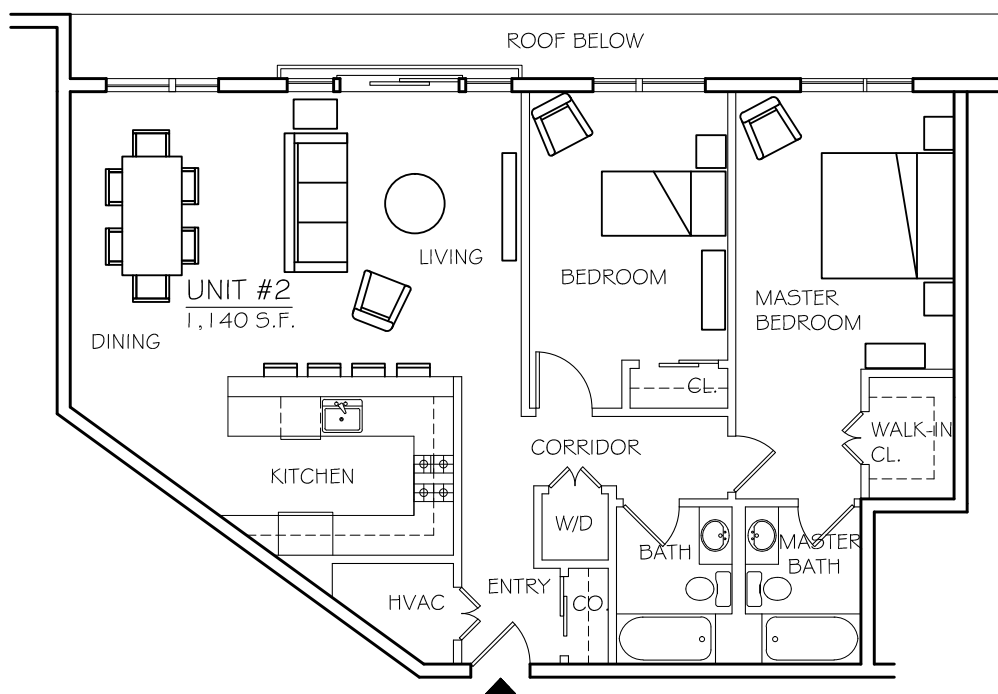 ROOF BELOW
LIVING
BEDROOM
UNIT #2
1,140 S.F.
MASTER
BEDROOM
DINING
CL.
WALK-IN
CL.
CORRIDOR
KITCHEN
W/D
BATH
MASTER
BATH
ENTRY
HVAC
CO.